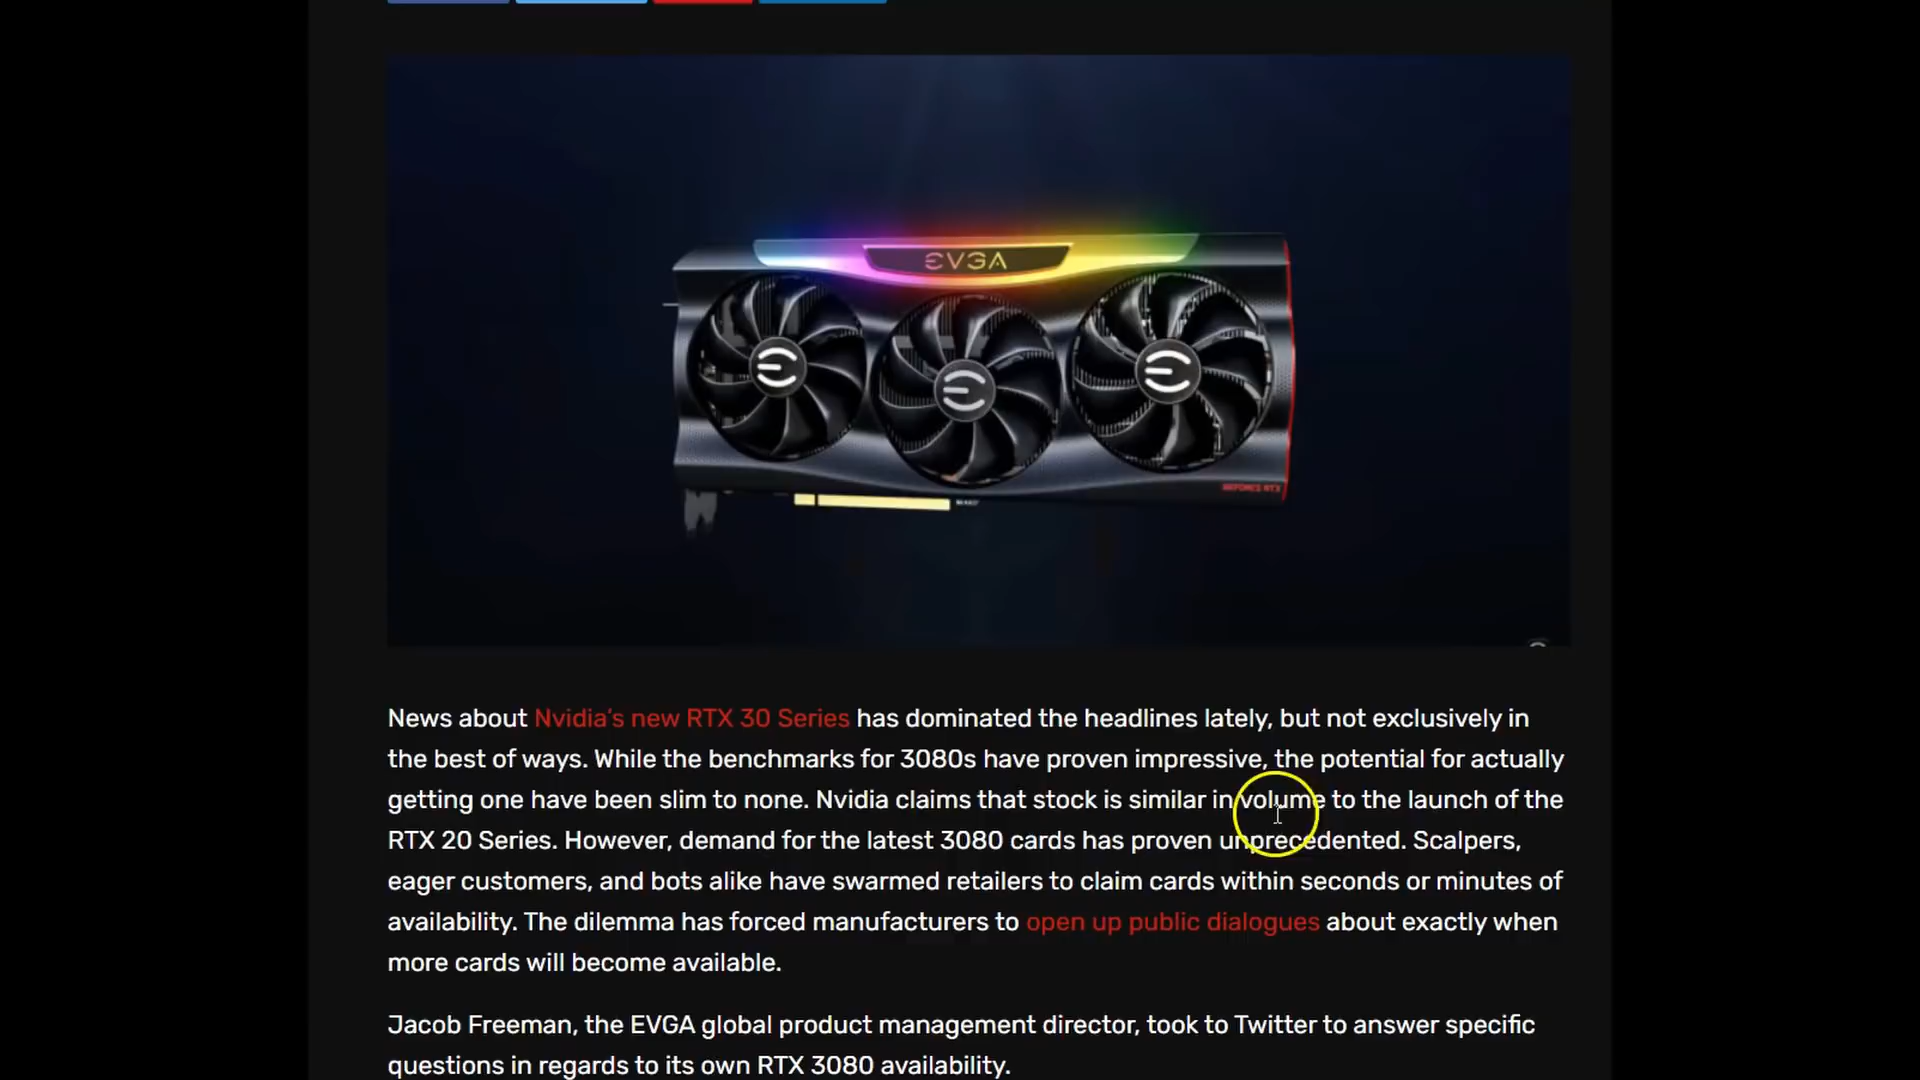 EVGA
GEFORCE RTX
News about Nvidia's new RTX 30 Series has dominated the headlines lately, but not exclusively in
the best of ways. While the benchmarks for 3080s have proven impressive, the potential for actually
getting one have been slim to none. Nvidia claims that stock is similar in volume to the launch of the
RTX 20 Series. However, demand for the latest 3080 cards has proven unprecedented. Scalpers,
eager customers, and bots alike have swarmed retailers to claim cards within seconds or minutes of
availability. The dilemma has forced manufacturers to open up public dialogues about exactly when
more cards will become available.
Jacob Freeman, the EVGA global product management director, took to Twitter to answer specific
questions in regards to its own RTX 3080 availability.